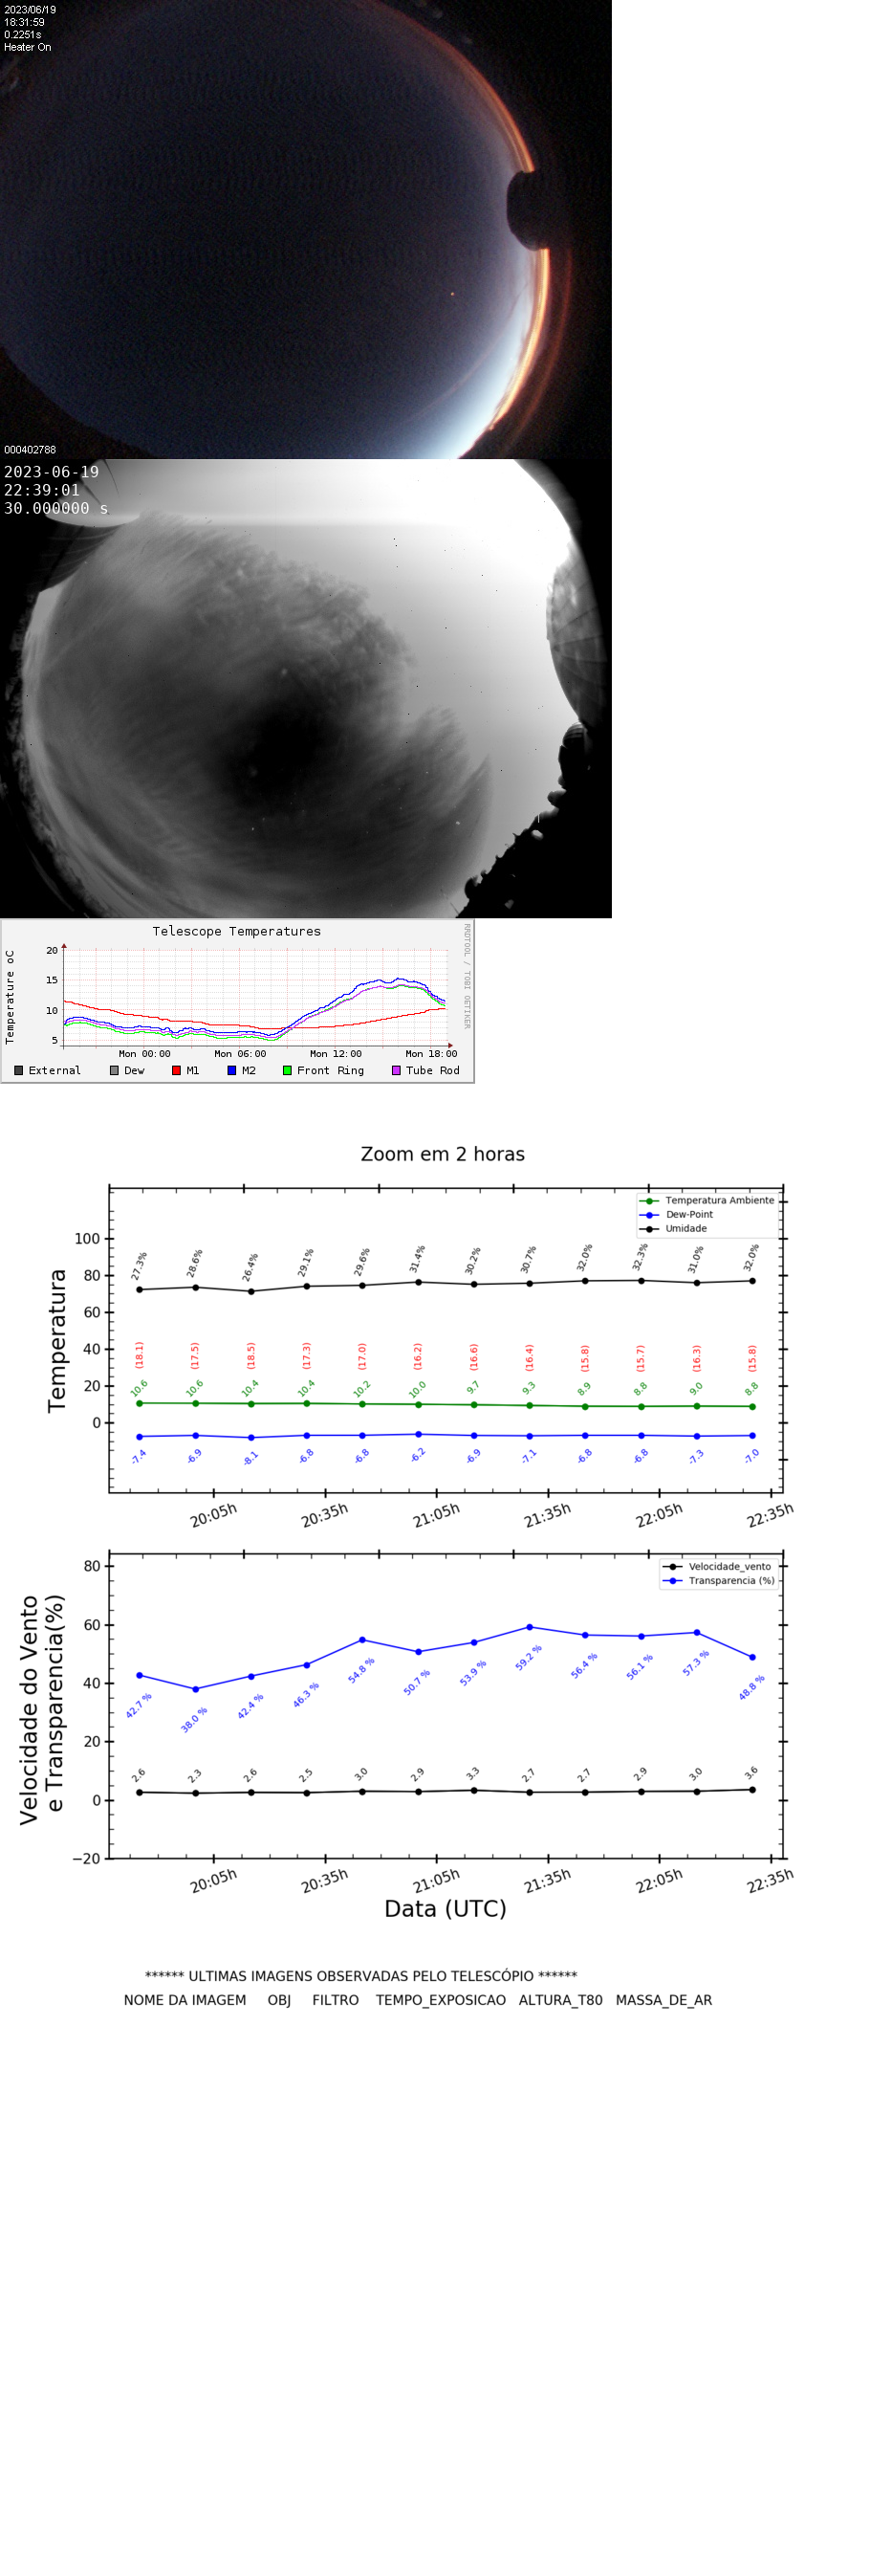 2023/06/19
18:31:59
0.2251s
Heater On
000402788
2023-06-19
22:39:01
30.000000 s
Telescope Temperatures
RRDTOOL / TOBI OETIKER
Temperature oC
20
15
10
5
Mon 00:00 Mon 06:00 Mon 12:00 Mon 18:00
External Dew M1 M2 Front Ring Tube Rod
Zoom em 2 horas
Temperatura
Temperatura Ambiente
Dew-Point
Umidade
100
80
60
40
20
0
27.3% 28.6% 26.4% 29.1% 29.6% 31.4% 30.2% 30.7% 32.0% 32.3% 31.0% 32.0%
(18.1) (17.5) (18.5) (17.3) (17.0) (16.2) (16.6) (16.4) (15.8) (15.7) (16.3) (15.8)
10.6 10.6 10.4 10.4 10.2 10.0 9.7 9.3 8.9 8.8 9.0 8.8
-7.4 -6.9 -8.1 -6.8 -6.8 -6.2 -6.9 -7.1 -6.8 -6.8 -7.3 -7.0
20:05h 20:35h 21:05h 21:35h 22:05h 22:35h
Velocidade do Vento
e Transparencia(%)
Velocidade_vento
Transparencia (%)
80
60
40
20
0
−20
42.7 % 38.0 % 42.4 % 46.3 % 54.8 % 50.7 % 53.9 % 59.2 % 56.4 % 56.1 % 57.3 % 48.8 %
2.6 2.3 2.6 2.5 3.0 2.9 3.3 2.7 2.7 2.9 3.0 3.6
20:05h 20:35h 21:05h 21:35h 22:05h 22:35h
Data (UTC)
****** ULTIMAS IMAGENS OBSERVADAS PELO TELESCÓPIO ******
NOME DA IMAGEM OBJ FILTRO TEMPO_EXPOSICAO ALTURA_T80 MASSA_DE_AR